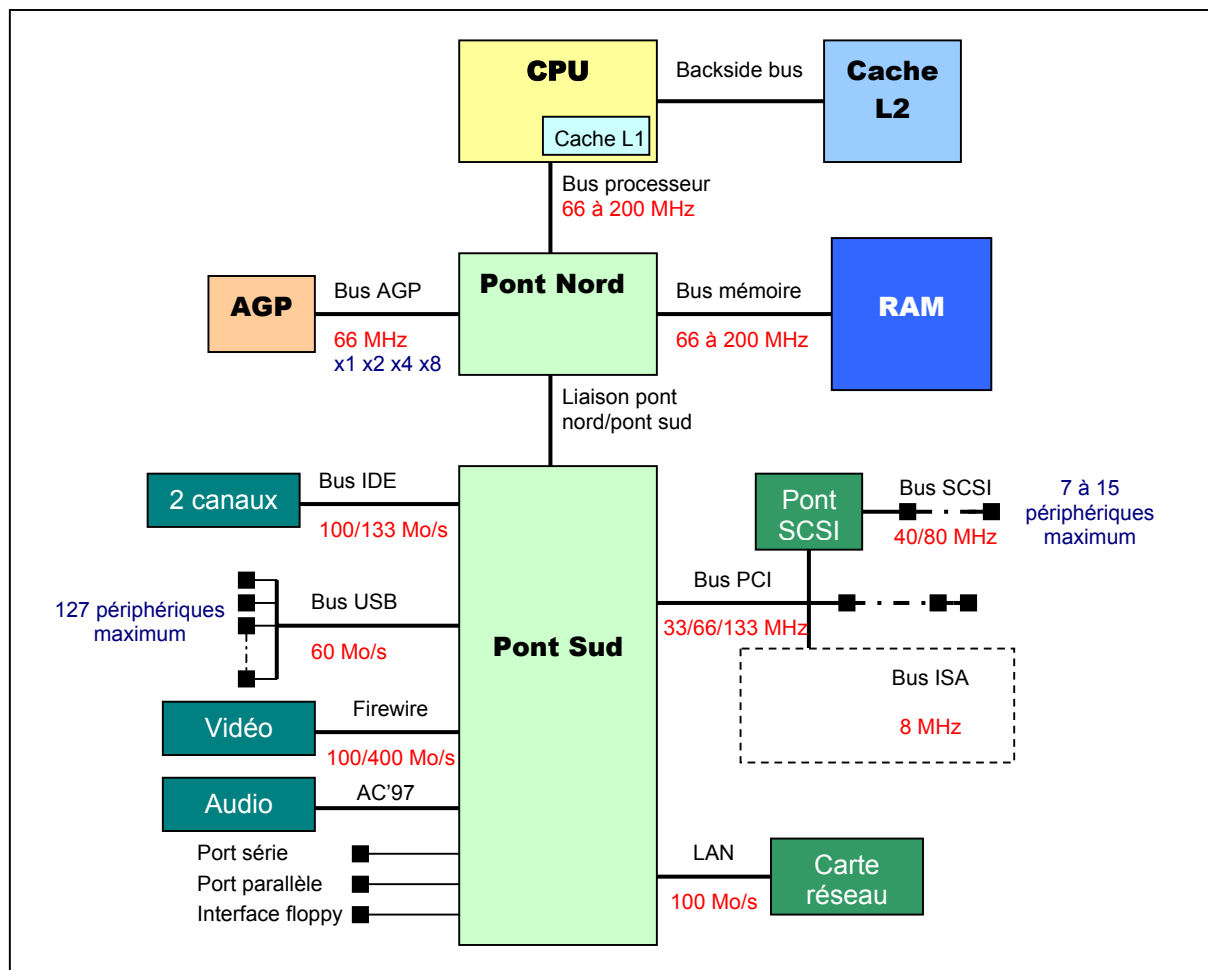 CPU
Cache L1
Backside bus
Cache
L2
Bus processeur
66 à 200 MHz
AGP
Bus AGP
66 MHz
x1 x2 x4 x8
Pont Nord
Bus mémoire
66 à 200 MHz
RAM
Liaison pont
nord/pont sud
2 canaux
Bus IDE
100/133 Mo/s
Pont
SCSI
Bus SCSI
40/80 MHz
7 à 15
périphériques
maximum
127 périphériques
maximum
Bus USB
60 Mo/s
Pont Sud
Bus PCI
33/66/133 MHz
Bus ISA
8 MHz
Vidéo
Firewire
100/400 Mo/s
Audio
AC’97
Port série
Port parallèle
Interface floppy
LAN
100 Mo/s
Carte
réseau